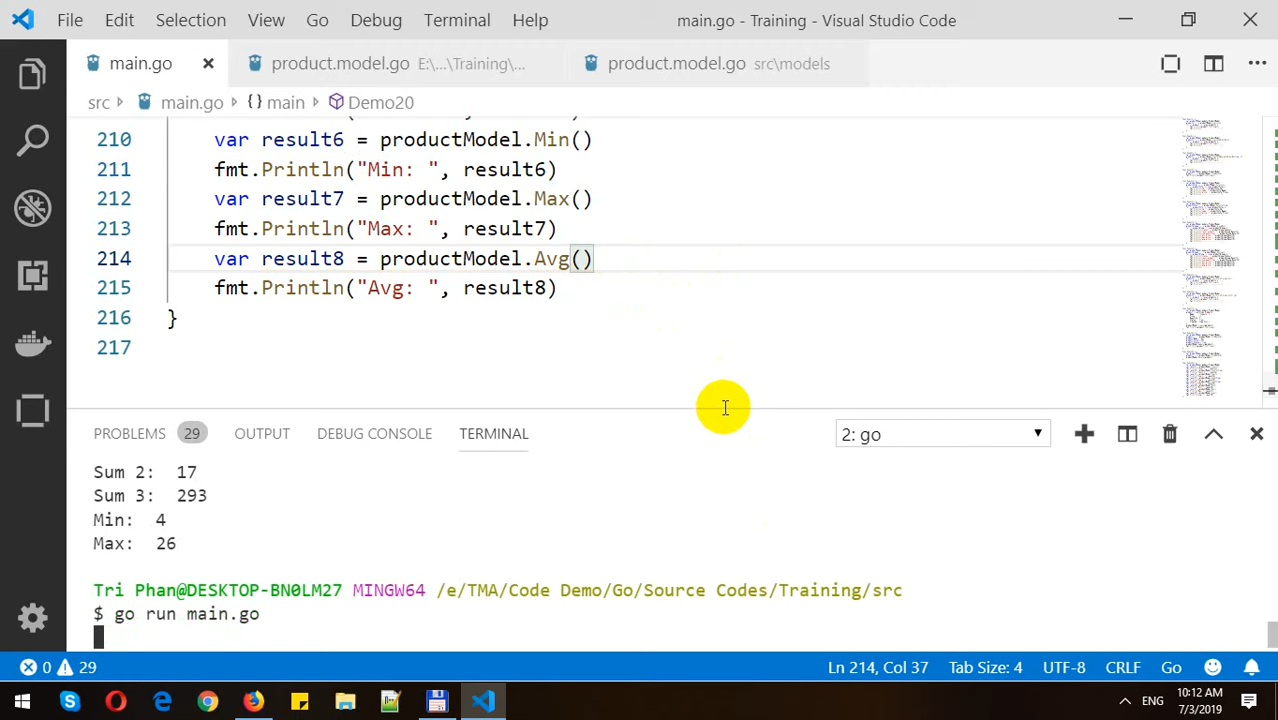 File Edit Selection View Go Debug Terminal Help main.go - Training - Visual Studio Code
main.go product.model.go E:\...\Training\... product.model.go src\models
src main.go {} main Demo20
210 var result6 = productModel.Min()
211 fmt.Println("Min: ", result6)
212 var result7 = productModel.Max()
213 fmt.Println("Max: ", result7)
214 var result8 = productModel.Avg()
215 fmt.Println("Avg: ", result8)
216 }
217
PROBLEMS 29 OUTPUT DEBUG CONSOLE TERMINAL 2: go
Sum 2: 17
Sum 3: 293
Min: 4
Max: 26
Tri Phan@DESKTOP-BN0LM27 MINGW64 /e/TMA/Code Demo/Go/Source Codes/Training/src
$ go run main.go
0 29 Ln 214, Col 37 Tab Size: 4 UTF-8 CRLF Go
ENG 10:12 AM
7/3/2019